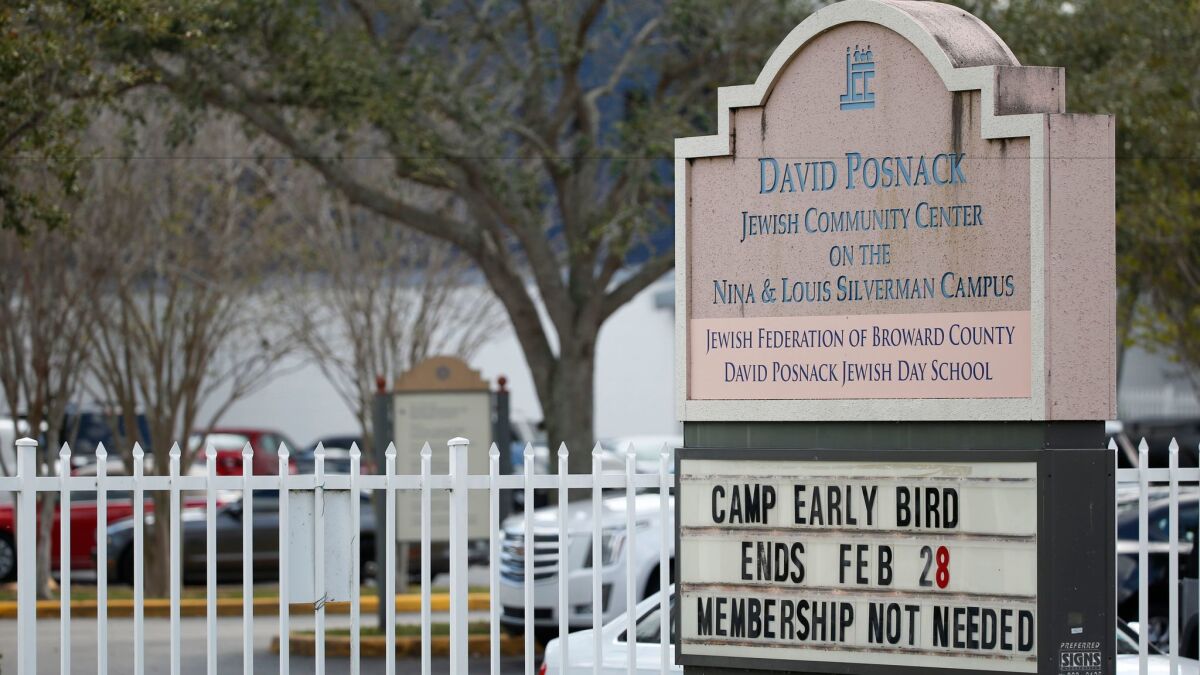 JCC
DAVID POSNACK
JEWISH COMMUNITY CENTER
ON THE
NINA & LOUIS SILVERMAN CAMPUS
JEWISH FEDERATION OF BROWARD COUNTY
DAVID POSNACK JEWISH DAY SCHOOL
CAMP EARLY BIRD
ENDS FEB 28
MEMBERSHIP NOT NEEDED
PREFERRED
SIGNS